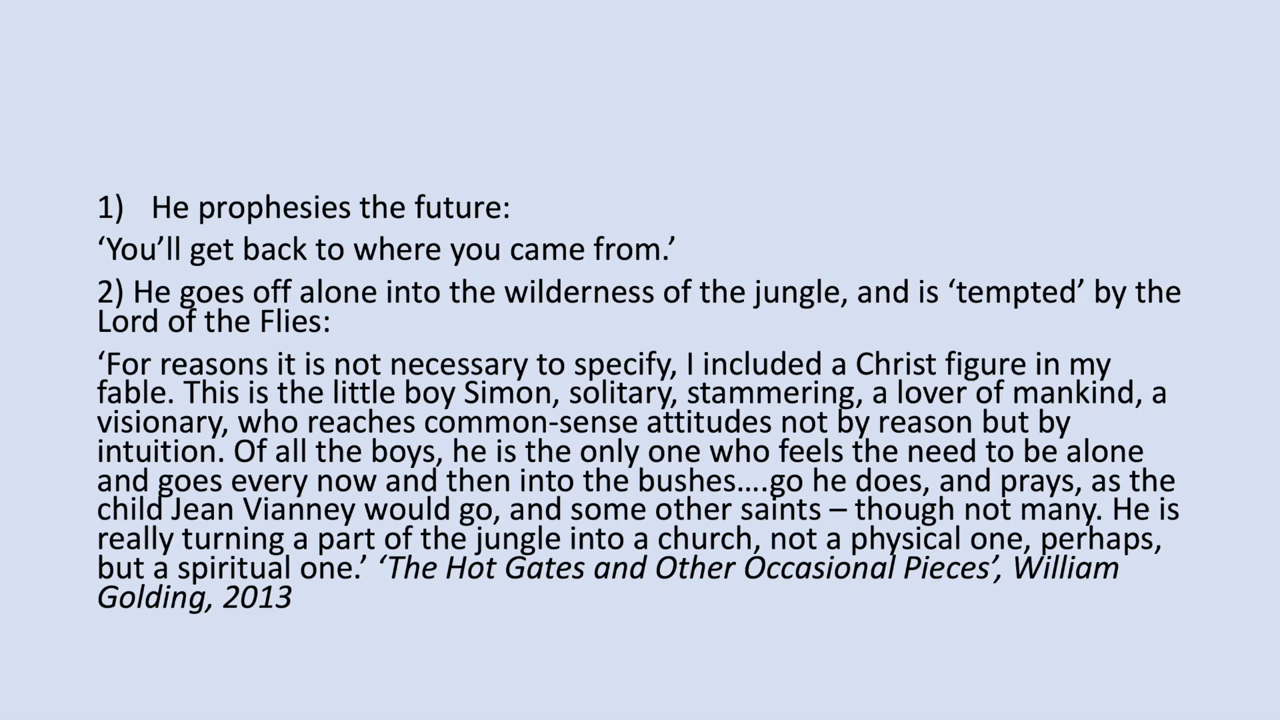 1) He prophesies the future:
‘You’ll get back to where you came from.’
2) He goes off alone into the wilderness of the jungle, and is ‘tempted’ by the
Lord of the Flies:
‘For reasons it is not necessary to specify, I included a Christ figure in my
fable. This is the little boy Simon, solitary, stammering, a lover of mankind, a
visionary, who reaches common-sense attitudes not by reason but by
intuition. Of all the boys, he is the only one who feels the need to be alone
and goes every now and then into the bushes….go he does, and prays, as the
child Jean Vianney would go, and some other saints – though not many. He is
really turning a part of the jungle into a church, not a physical one, perhaps,
but a spiritual one.’ ‘The Hot Gates and Other Occasional Pieces’, William
Golding, 2013